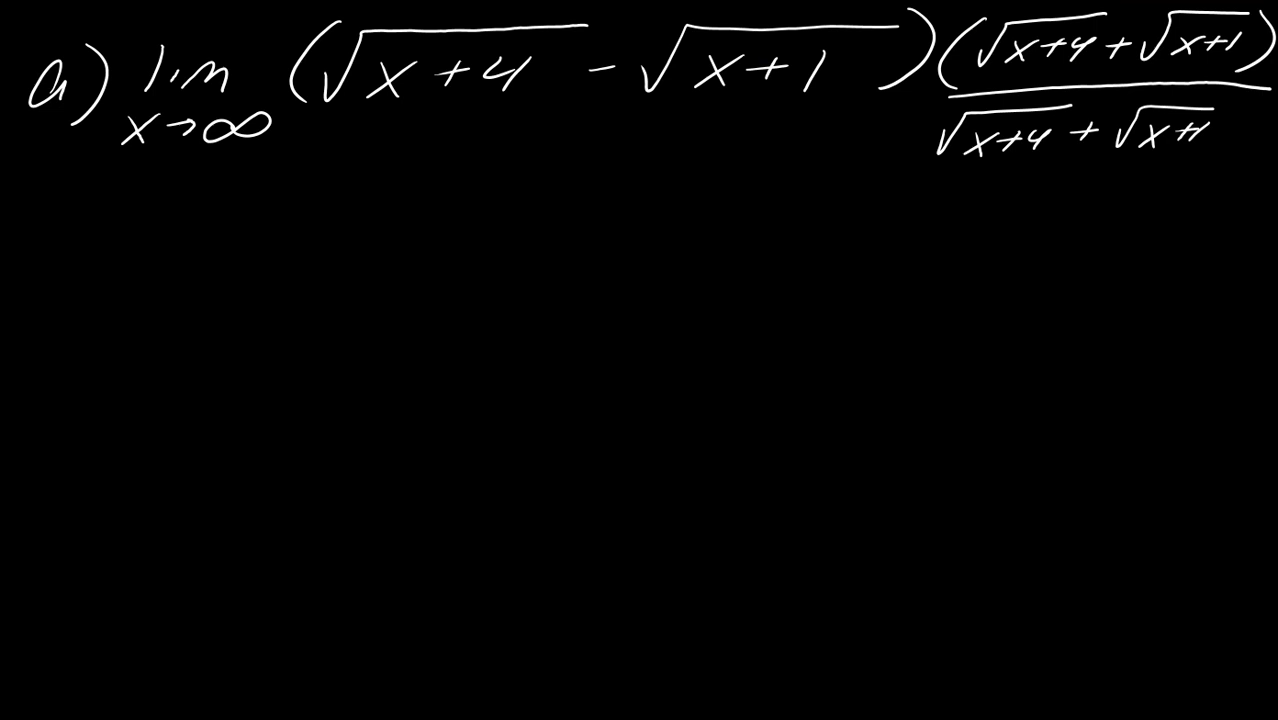 a) lim x→∞ (√(x+4) - √(x+1)) (√(x+4) + √(x+1)) / (√(x+4) + √(x+1))